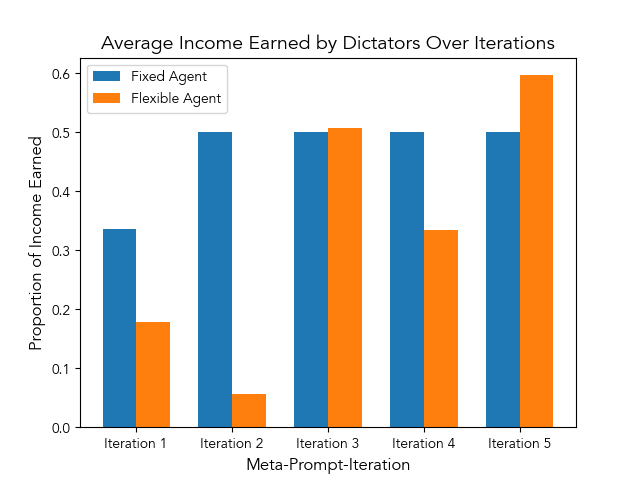 Average Income Earned by Dictators Over Iterations
Fixed Agent
Flexible Agent
Proportion of Income Earned
0.6
0.5
0.4
0.3
0.2
0.1
0.0
Iteration 1
Iteration 2
Iteration 3
Iteration 4
Iteration 5
Meta-Prompt-Iteration